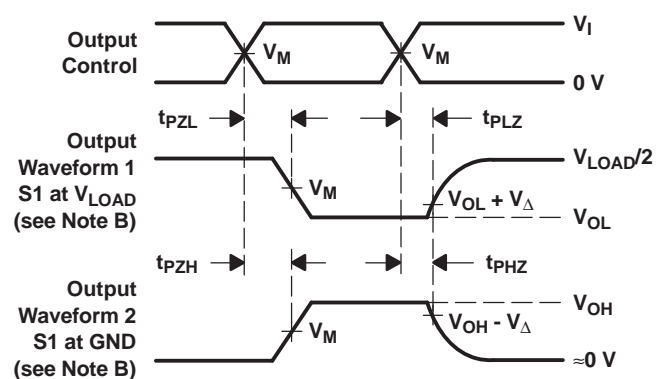 Output
Control
V_M
V_M
V_I
0 V
t_PZL
t_PLZ
Output
Waveform 1
S1 at V_LOAD
(see Note B)
V_M
V_LOAD/2
V_OL + V_Δ
V_OL
t_PZH
t_PHZ
Output
Waveform 2
S1 at GND
(see Note B)
V_M
V_OH
V_OH - V_Δ
≈0 V